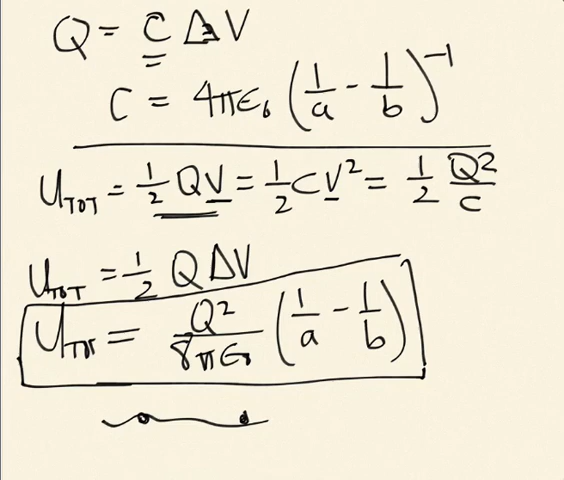 Q = C ΔV
C = 4πϵ₀ (1/a - 1/b)⁻¹
U_TOT = 1/2 QV = 1/2 CV² = 1/2 Q²/C
U_TOT = 1/2 Q ΔV
U_TOT = Q²/8πϵ₀ (1/a - 1/b)